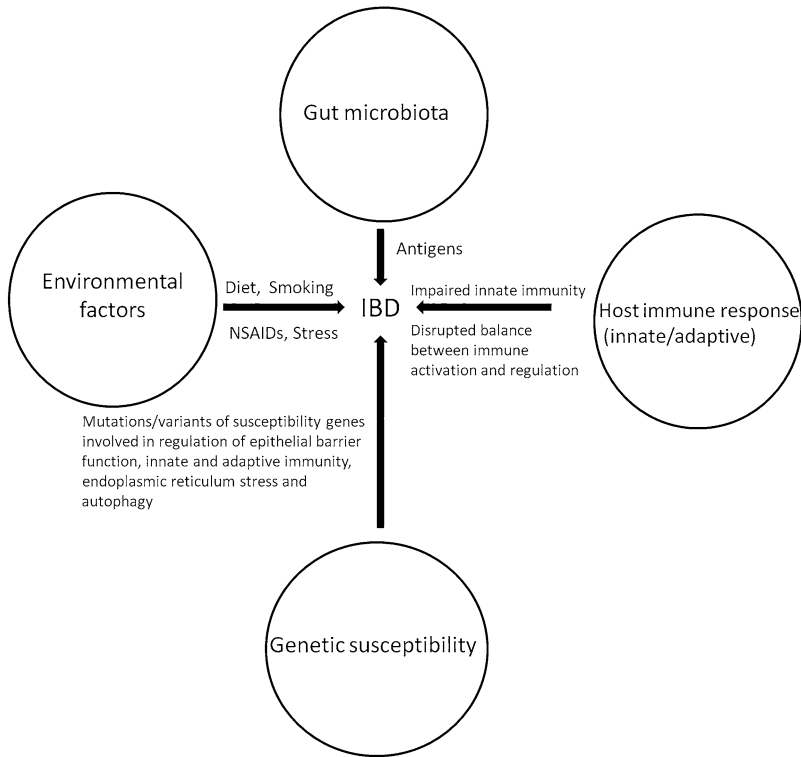 Gut microbiota
Antigens
Environmental
factors
Diet, Smoking
NSAIDs, Stress
IBD
Impaired innate immunity
Disrupted balance
between immune
activation and regulation
Host immune response
(innate/adaptive)
Mutations/variants of susceptibility genes
involved in regulation of epithelial barrier
function, innate and adaptive immunity,
endoplasmic reticulum stress and
autophagy
Genetic susceptibility